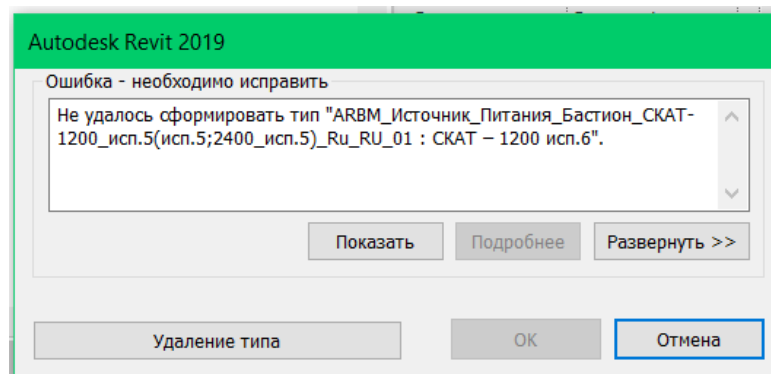 Autodesk Revit 2019
Ошибка - необходимо исправить
Не удалось сформировать тип "ARBM_Источник_Питания_Бастион_СКАТ-
1200_исп.5(исп.5;2400_исп.5)_Ru_RU_01 : СКАТ – 1200 исп.6".
Показать Подробнее Развернуть >>
Удаление типа OK Отмена